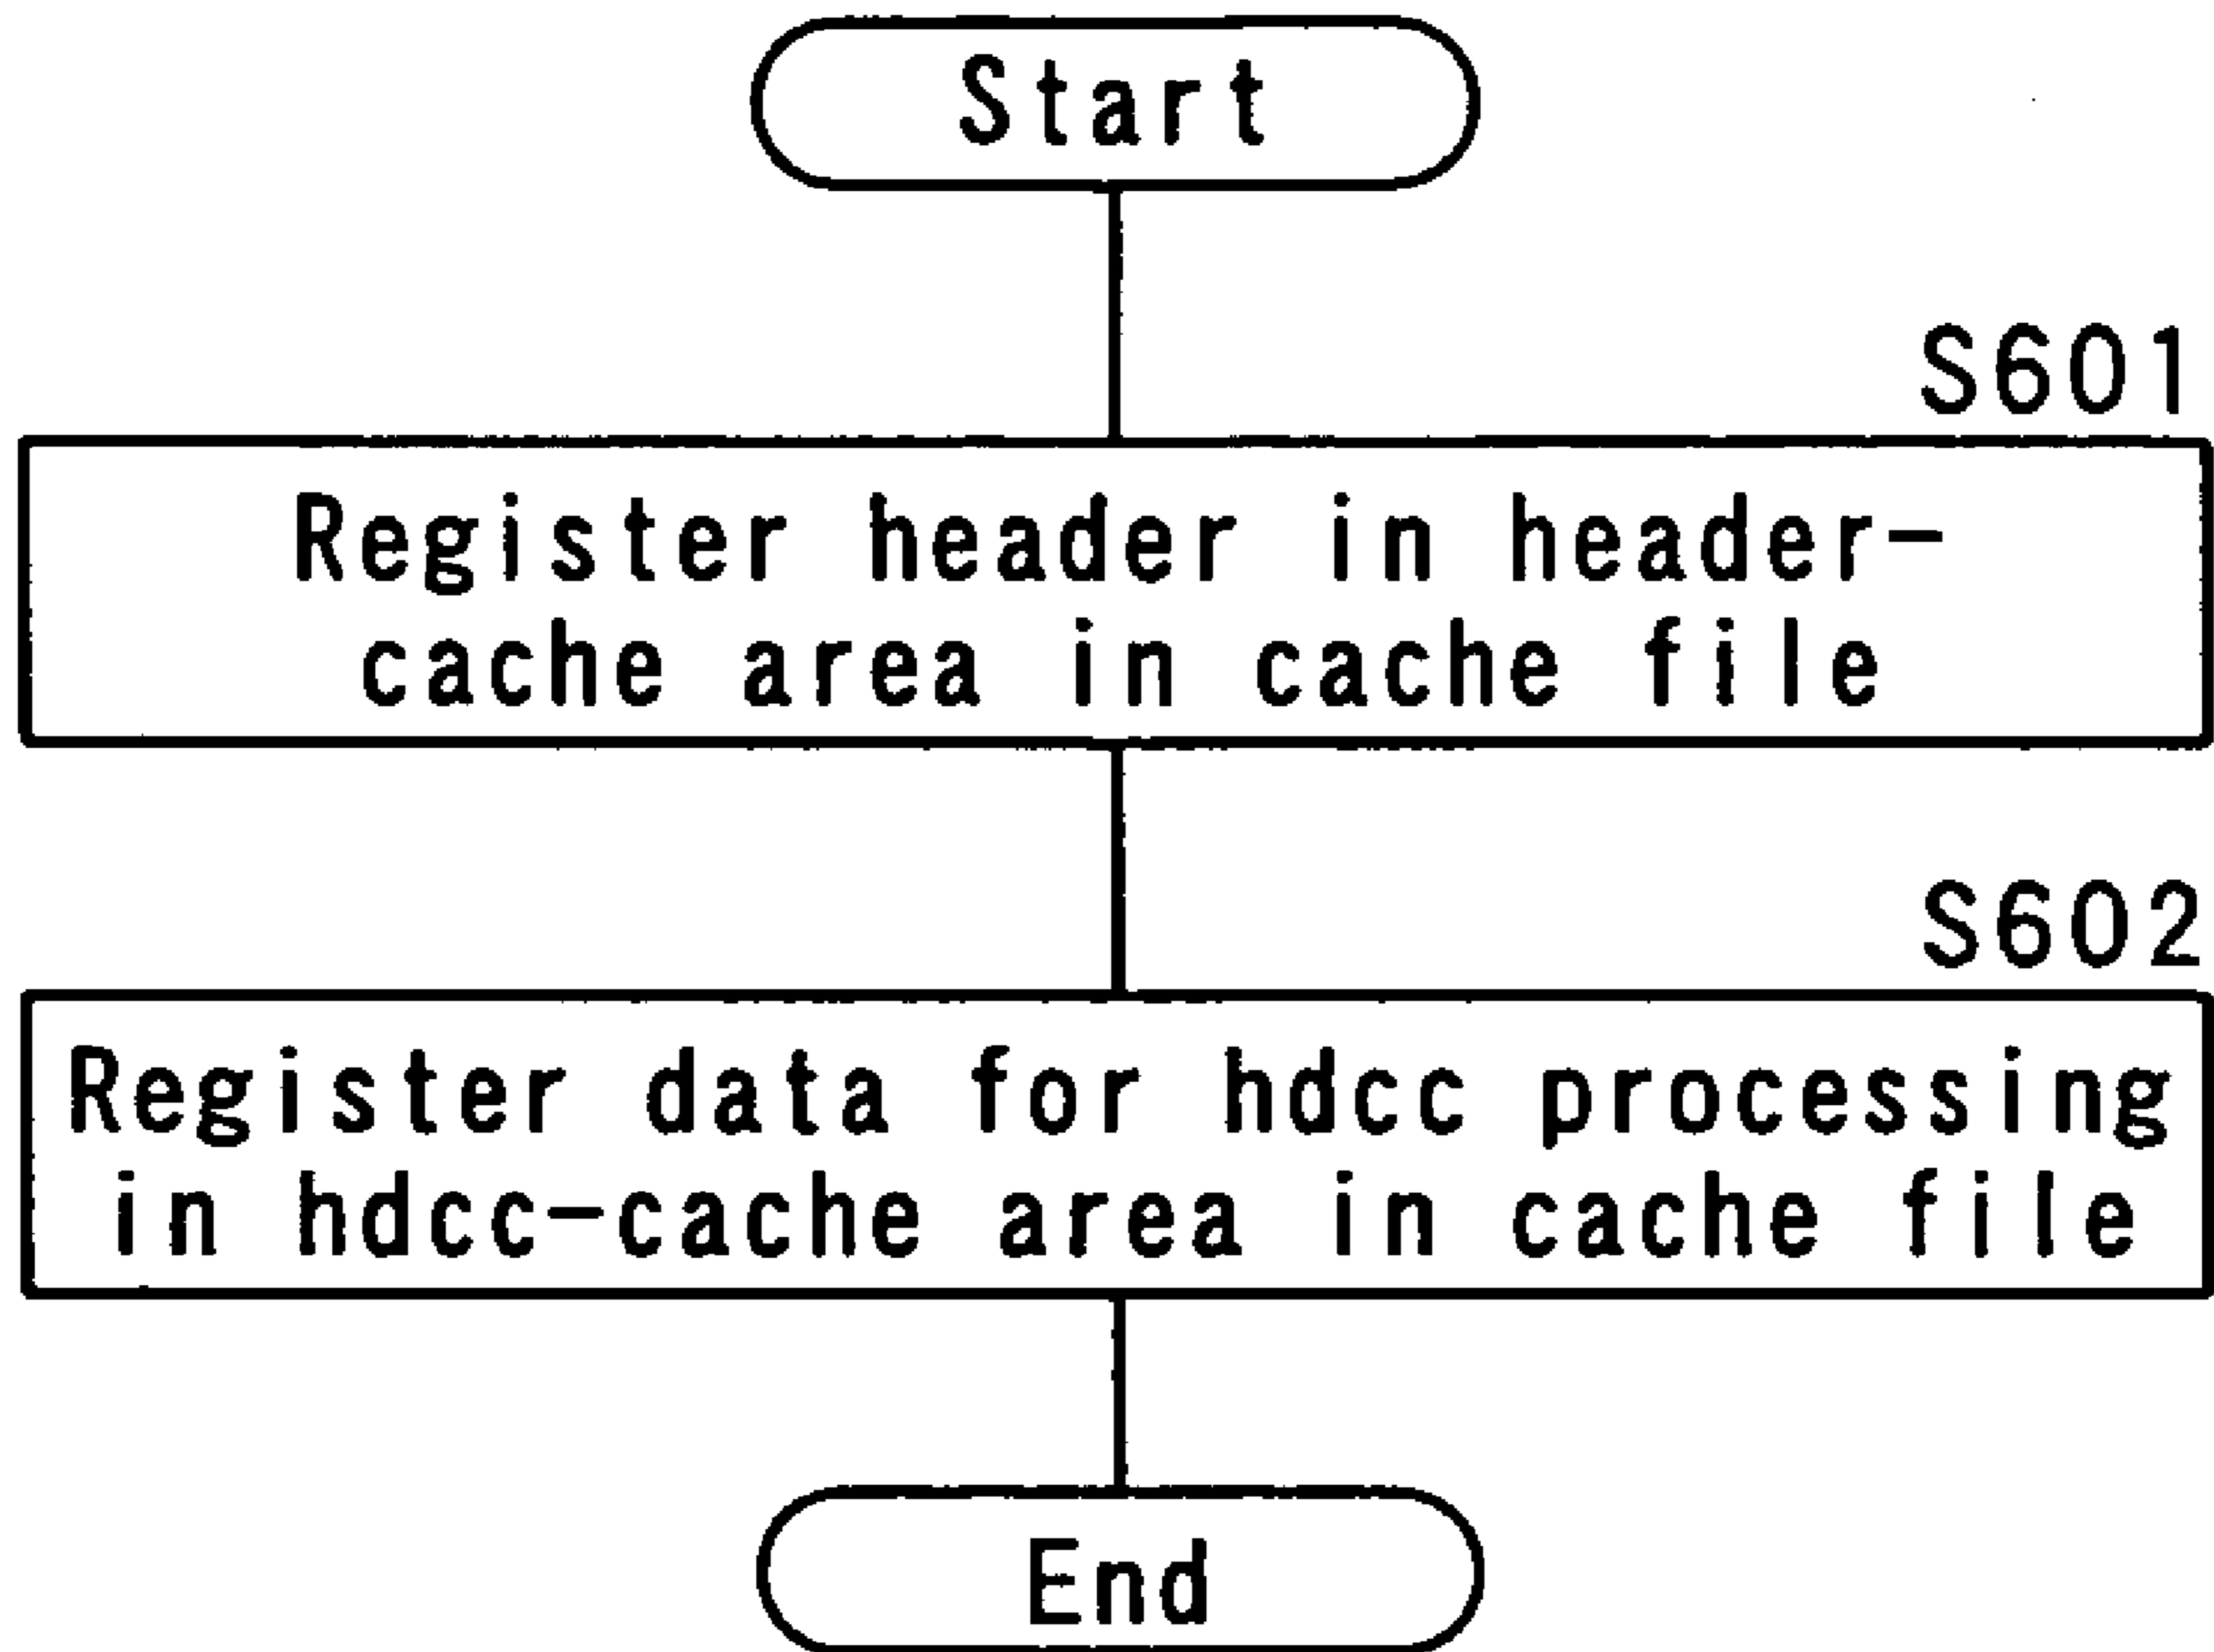 Start
S601
Register header in header-
cache area in cache file
S602
Register data for hdcc processing
in hdcc-cache area in cache file
End